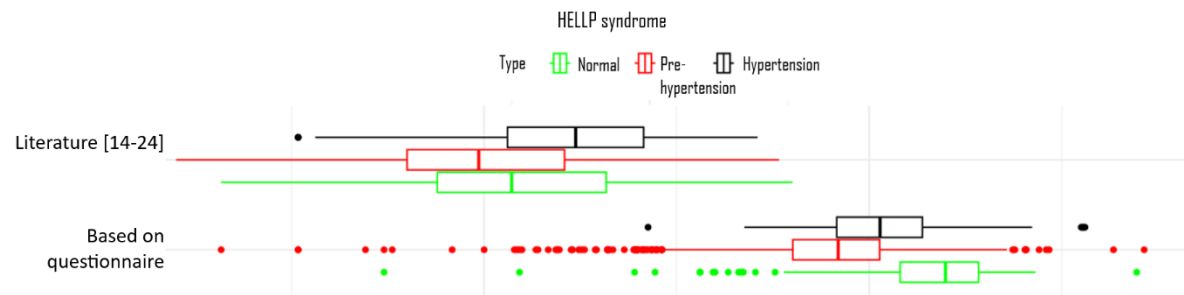 HELLP syndrome
Type Normal Pre- Hypertension
hypertension
Literature [14-24]
Based on
questionnaire